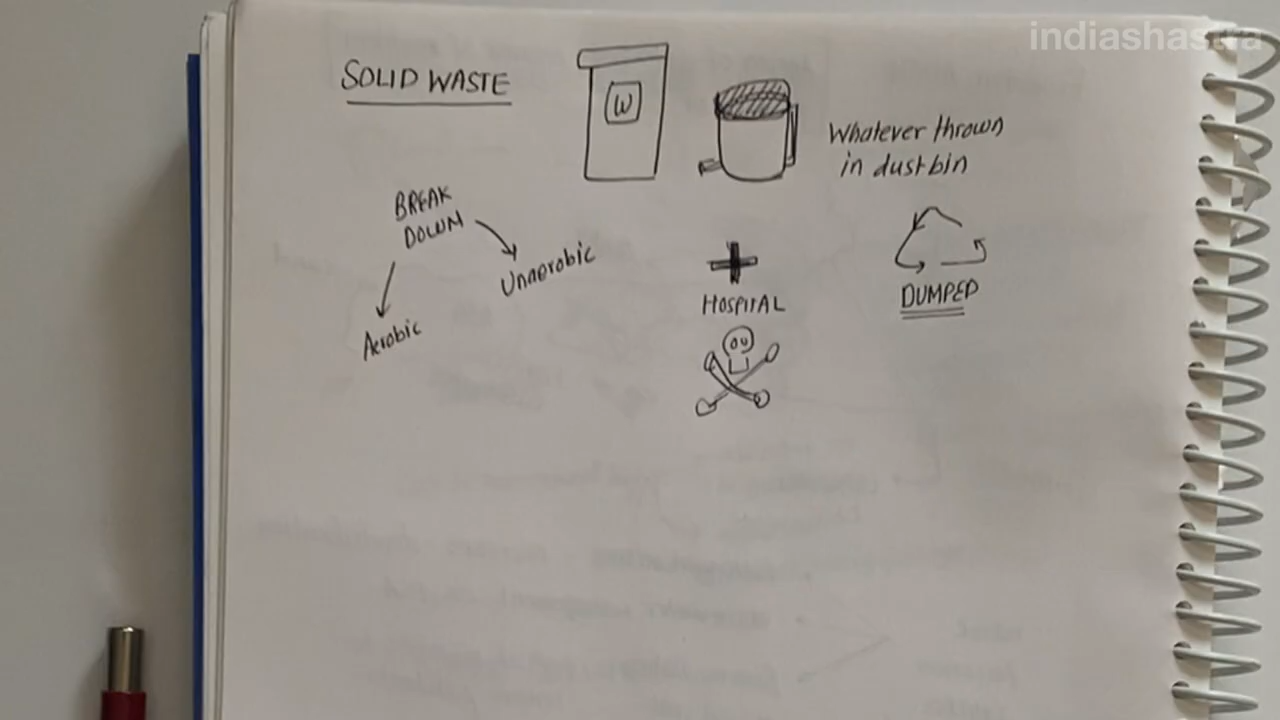 indiashastra
SOLID WASTE
W
Whatever thrown
in dustbin
BREAK
DOWN
Unaerobic
Aerobic
HOSPITAL
DUMPED